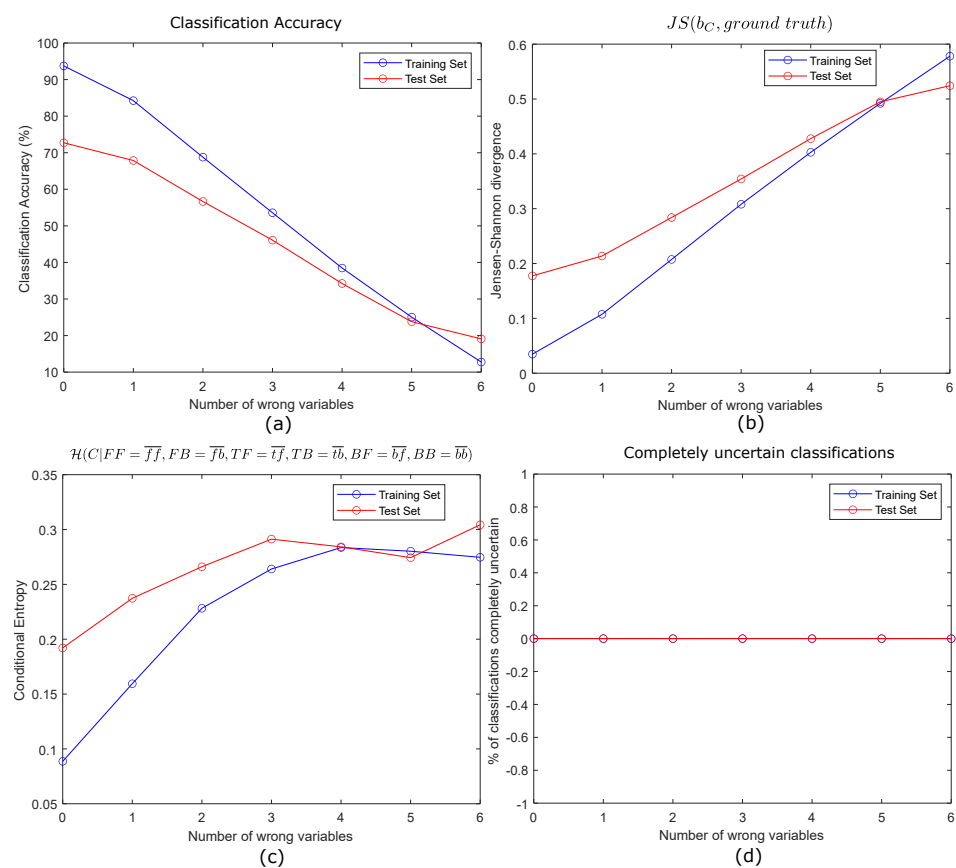 Classification Accuracy
Classification Accuracy (%)
100
90
80
70
60
50
40
30
20
10
0 1 2 3 4 5 6
Number of wrong variables
Training Set
Test Set
(a)
JS(b_C, ground truth)
Jensen-Shannon divergence
0.6
0.5
0.4
0.3
0.2
0.1
0
0 1 2 3 4 5 6
Number of wrong variables
Training Set
Test Set
(b)
ℋ(C|FF = f̅f̅, FB = f̅b̅, TF = t̅f̅, TB = t̅b̅, BF = b̅f̅, BB = b̅b̅)
Conditional Entropy
0.35
0.3
0.25
0.2
0.15
0.1
0.05
0 1 2 3 4 5 6
Number of wrong variables
Training Set
Test Set
(c)
Completely uncertain classifications
% of classifications completely uncertain
1
0.8
0.6
0.4
0.2
0
-0.2
-0.4
-0.6
-0.8
-1
0 1 2 3 4 5 6
Number of wrong variables
Training Set
Test Set
(d)